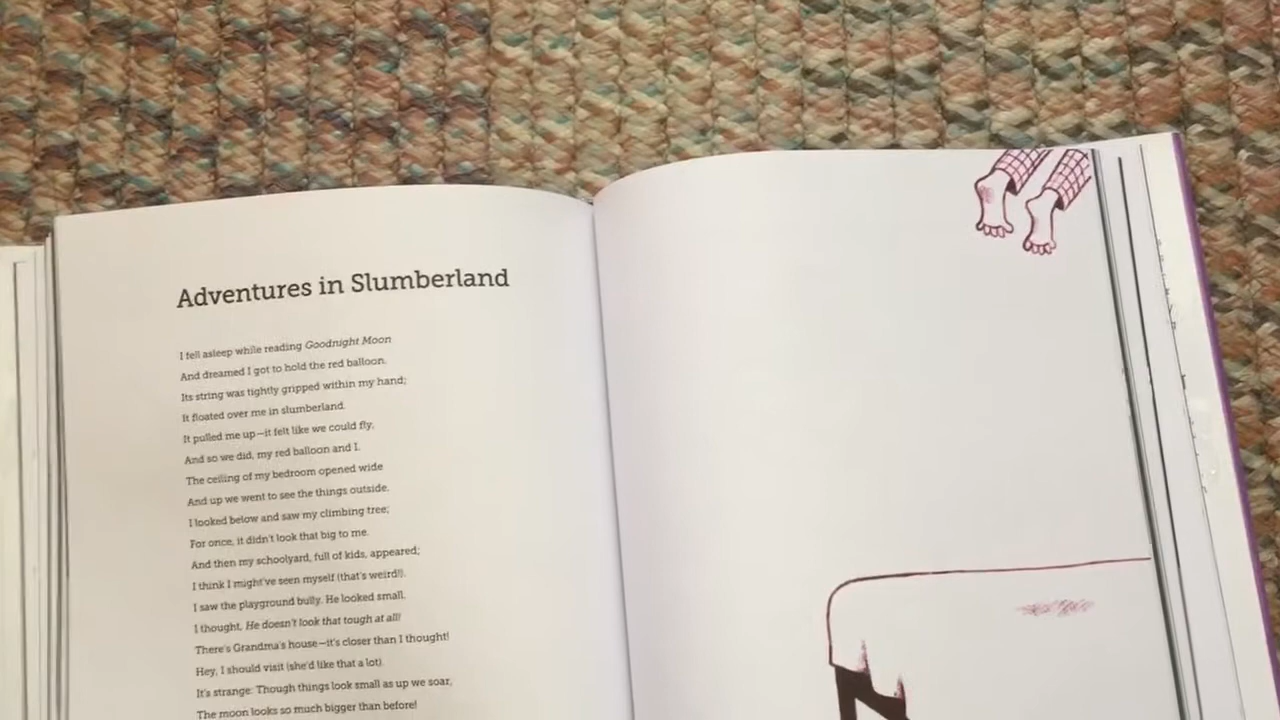 Adventures in Slumberland
I fell asleep while reading Goodnight Moon
And dreamed I got to hold the red balloon.
Its string was tightly gripped within my hand;
It floated over me in slumberland.
It pulled me up—it felt like we could fly,
And so we did, my red balloon and I.
The ceiling of my bedroom opened wide
And up we went to see the things outside.
I looked below and saw my climbing tree;
For once, it didn't look that big to me.
And then my schoolyard, full of kids, appeared;
I think I might've seen myself (that's weird!).
I saw the playground bully. He looked small.
I thought, He doesn't look that tough at all!
There's Grandma's house—it's closer than I thought!
Hey, I should visit (she'd like that a lot).
It's strange: Though things look small as up we soar,
The moon looks so much bigger than before!